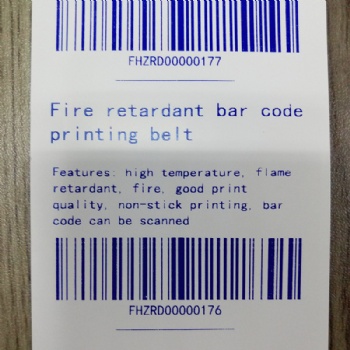 FHZRD00000177
Fire retardant bar code
printing belt
Features: high temperature, flame
retardant, fire, good print
quality, non-stick printing, bar
code can be scanned
FHZRD00000176